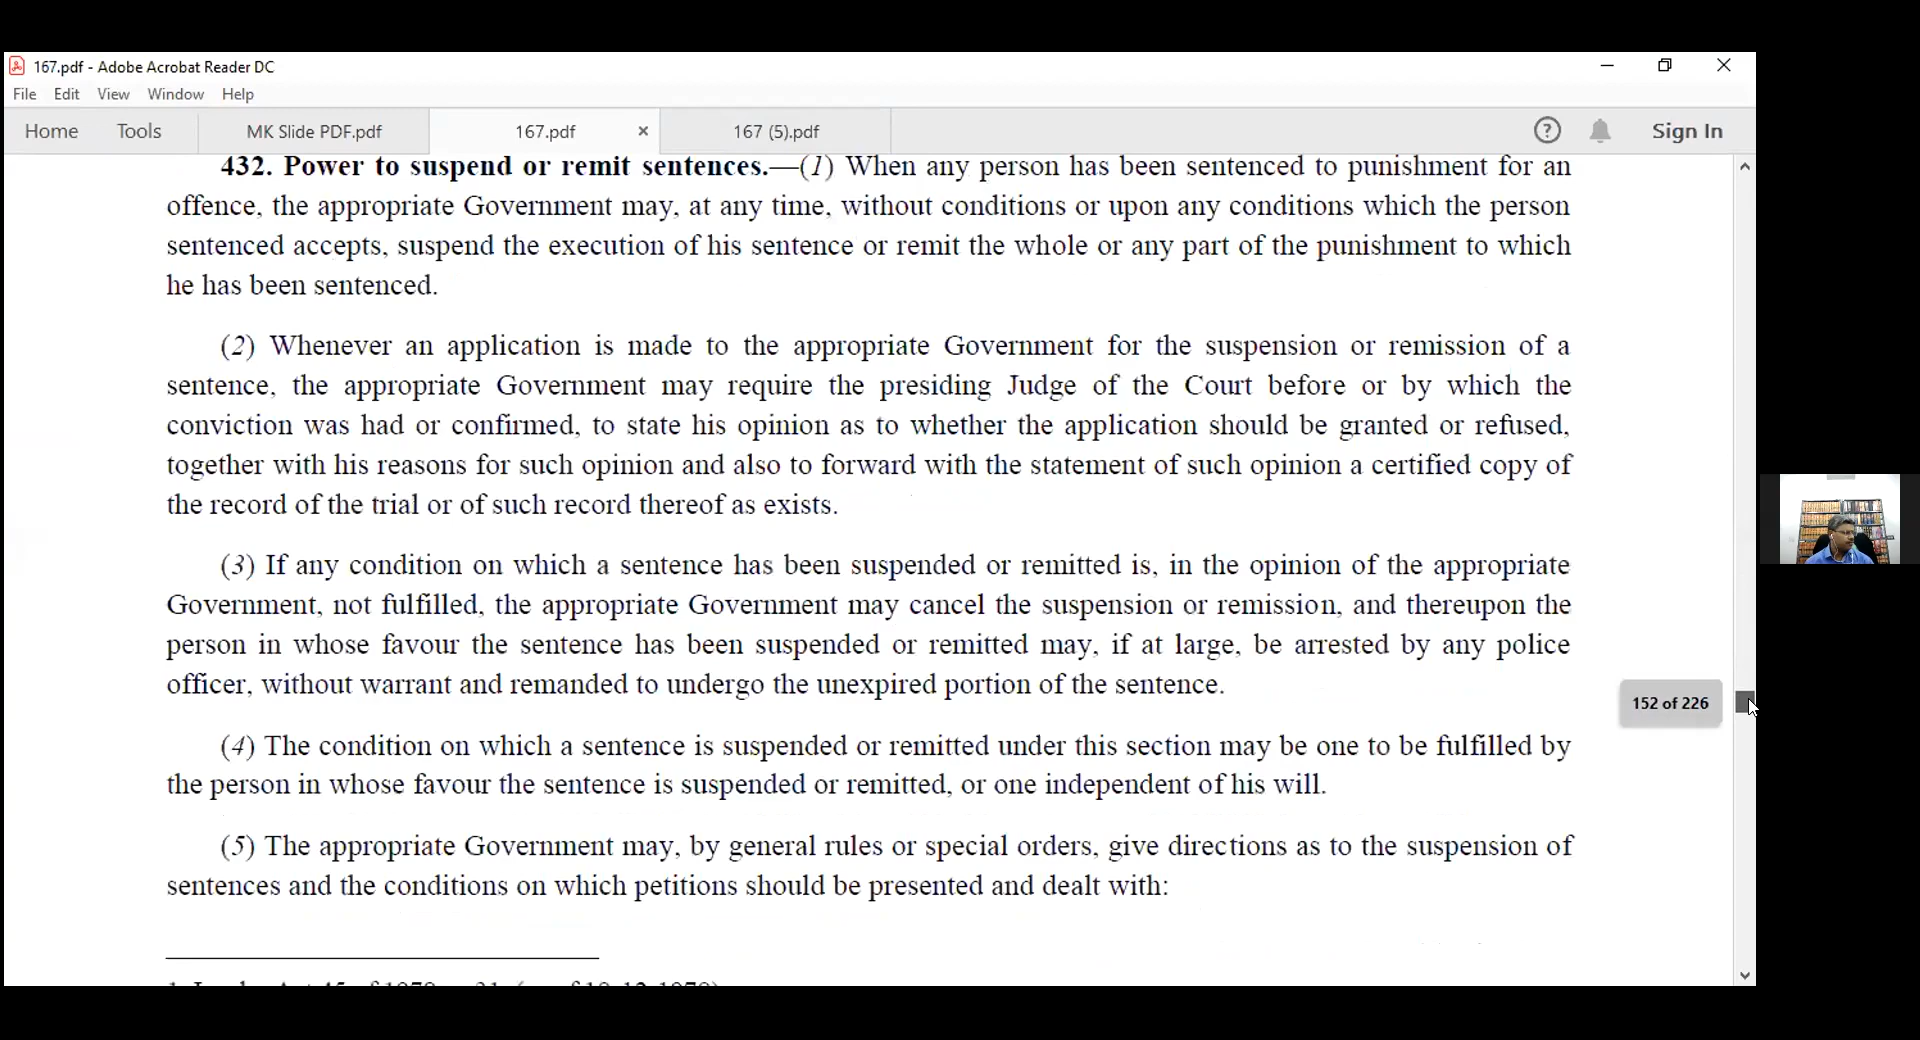 167.pdf - Adobe Acrobat Reader DC
File Edit View Window Help
Home Tools MK Slide PDF.pdf 167.pdf 167 (5).pdf Sign In
432. Power to suspend or remit sentences.—(1) When any person has been sentenced to punishment for an
offence, the appropriate Government may, at any time, without conditions or upon any conditions which the person
sentenced accepts, suspend the execution of his sentence or remit the whole or any part of the punishment to which
he has been sentenced.
(2) Whenever an application is made to the appropriate Government for the suspension or remission of a
sentence, the appropriate Government may require the presiding Judge of the Court before or by which the
conviction was had or confirmed, to state his opinion as to whether the application should be granted or refused,
together with his reasons for such opinion and also to forward with the statement of such opinion a certified copy of
the record of the trial or of such record thereof as exists.
(3) If any condition on which a sentence has been suspended or remitted is, in the opinion of the appropriate
Government, not fulfilled, the appropriate Government may cancel the suspension or remission, and thereupon the
person in whose favour the sentence has been suspended or remitted may, if at large, be arrested by any police
officer, without warrant and remanded to undergo the unexpired portion of the sentence.
152 of 226
(4) The condition on which a sentence is suspended or remitted under this section may be one to be fulfilled by
the person in whose favour the sentence is suspended or remitted, or one independent of his will.
(5) The appropriate Government may, by general rules or special orders, give directions as to the suspension of
sentences and the conditions on which petitions should be presented and dealt with: